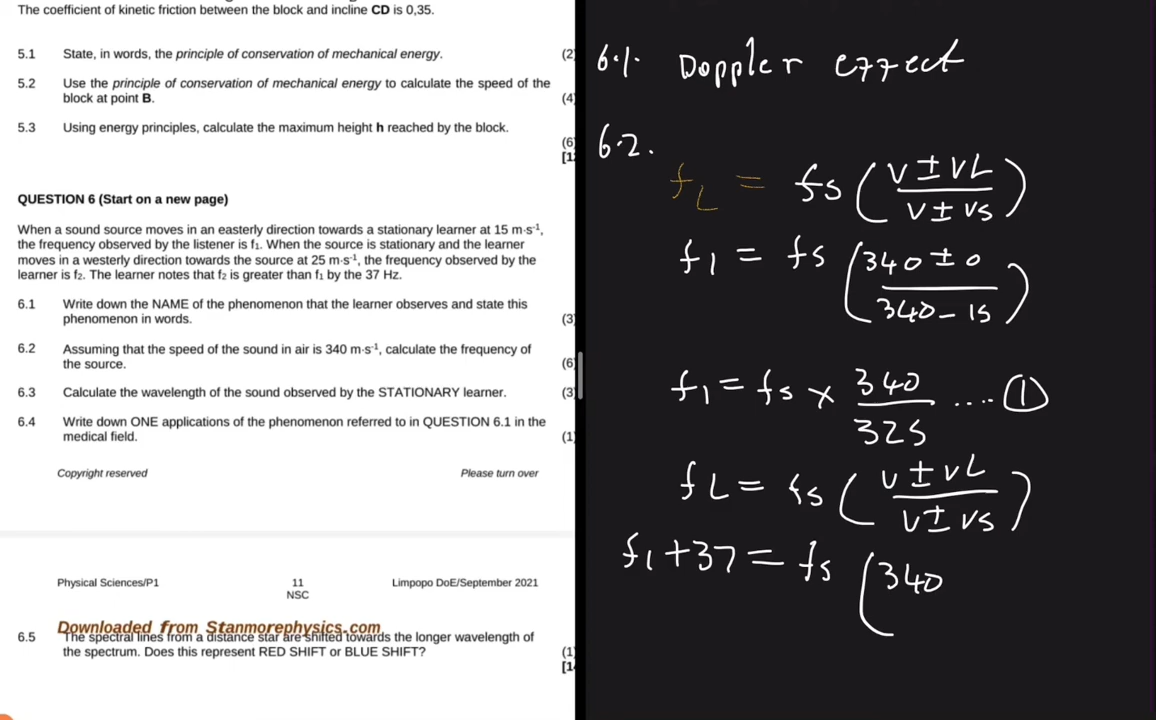 The coefficient of kinetic friction between the block and incline CD is 0,35.
5.1 State, in words, the principle of conservation of mechanical energy. (2)
5.2 Use the principle of conservation of mechanical energy to calculate the speed of the
block at point B. (4)
5.3 Using energy principles, calculate the maximum height h reached by the block. (6)
QUESTION 6 (Start on a new page)
When a sound source moves in an easterly direction towards a stationary learner at 15 m·s⁻¹,
the frequency observed by the listener is f₁. When the source is stationary and the learner
moves in a westerly direction towards the source at 25 m·s⁻¹, the frequency observed by the
learner is f₂. The learner notes that f₂ is greater than f₁ by the 37 Hz.
6.1 Write down the NAME of the phenomenon that the learner observes and state this
phenomenon in words. (3)
6.2 Assuming that the speed of the sound in air is 340 m·s⁻¹, calculate the frequency of
the source. (6)
6.3 Calculate the wavelength of the sound observed by the STATIONARY learner. (3)
6.4 Write down ONE applications of the phenomenon referred to in QUESTION 6.1 in the
medical field. (1)
Copyright reserved Please turn over
Physical Sciences/P1 11 Limpopo DoE/September 2021
NSC
Downloaded from Stanmorephysics.com
6.5 The spectral lines from a distance star are shifted towards the longer wavelength of
the spectrum. Does this represent RED SHIFT or BLUE SHIFT? (1)
6.1. Doppler effect
6.2.
fL = fs (V ± VL / V ± Vs)
f1 = fs (340 ± 0 / 340 - 15)
f1 = fs × 340 / 325 .... ①
fL = fs (V ± VL / V ± Vs)
f1 + 37 = fs (340